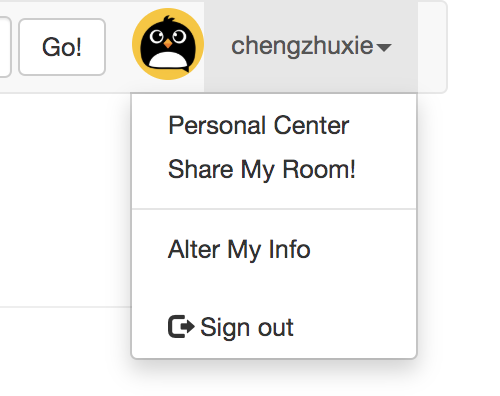 Go!
chengzhuxie
Personal Center
Share My Room!
Alter My Info
Sign out